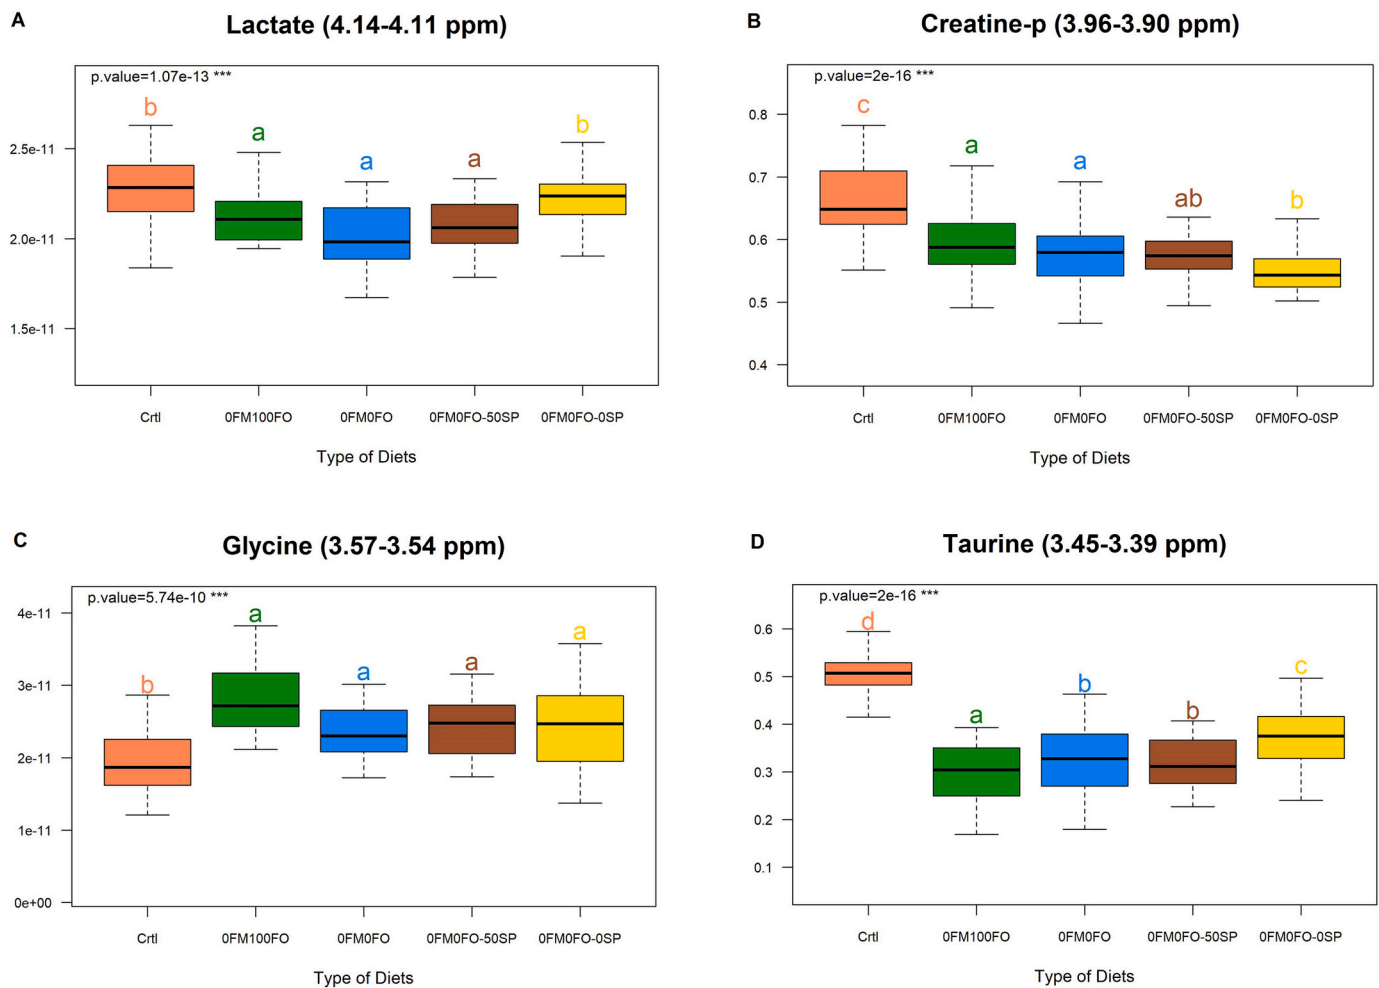 A
Lactate (4.14-4.11 ppm)
p.value=1.07e-13 ***
b
a
a
a
b
2.5e-11
2.0e-11
1.5e-11
Crtl
0FM100FO
0FM0FO
0FM0FO-50SP
0FM0FO-0SP
Type of Diets
B
Creatine-p (3.96-3.90 ppm)
p.value=2e-16 ***
c
a
a
ab
b
0.8
0.7
0.6
0.5
0.4
Crtl
0FM100FO
0FM0FO
0FM0FO-50SP
0FM0FO-0SP
Type of Diets
C
Glycine (3.57-3.54 ppm)
p.value=5.74e-10 ***
b
a
a
a
a
4e-11
3e-11
2e-11
1e-11
0e+00
Crtl
0FM100FO
0FM0FO
0FM0FO-50SP
0FM0FO-0SP
Type of Diets
D
Taurine (3.45-3.39 ppm)
p.value=2e-16 ***
d
a
b
b
c
0.6
0.5
0.4
0.3
0.2
0.1
Crtl
0FM100FO
0FM0FO
0FM0FO-50SP
0FM0FO-0SP
Type of Diets